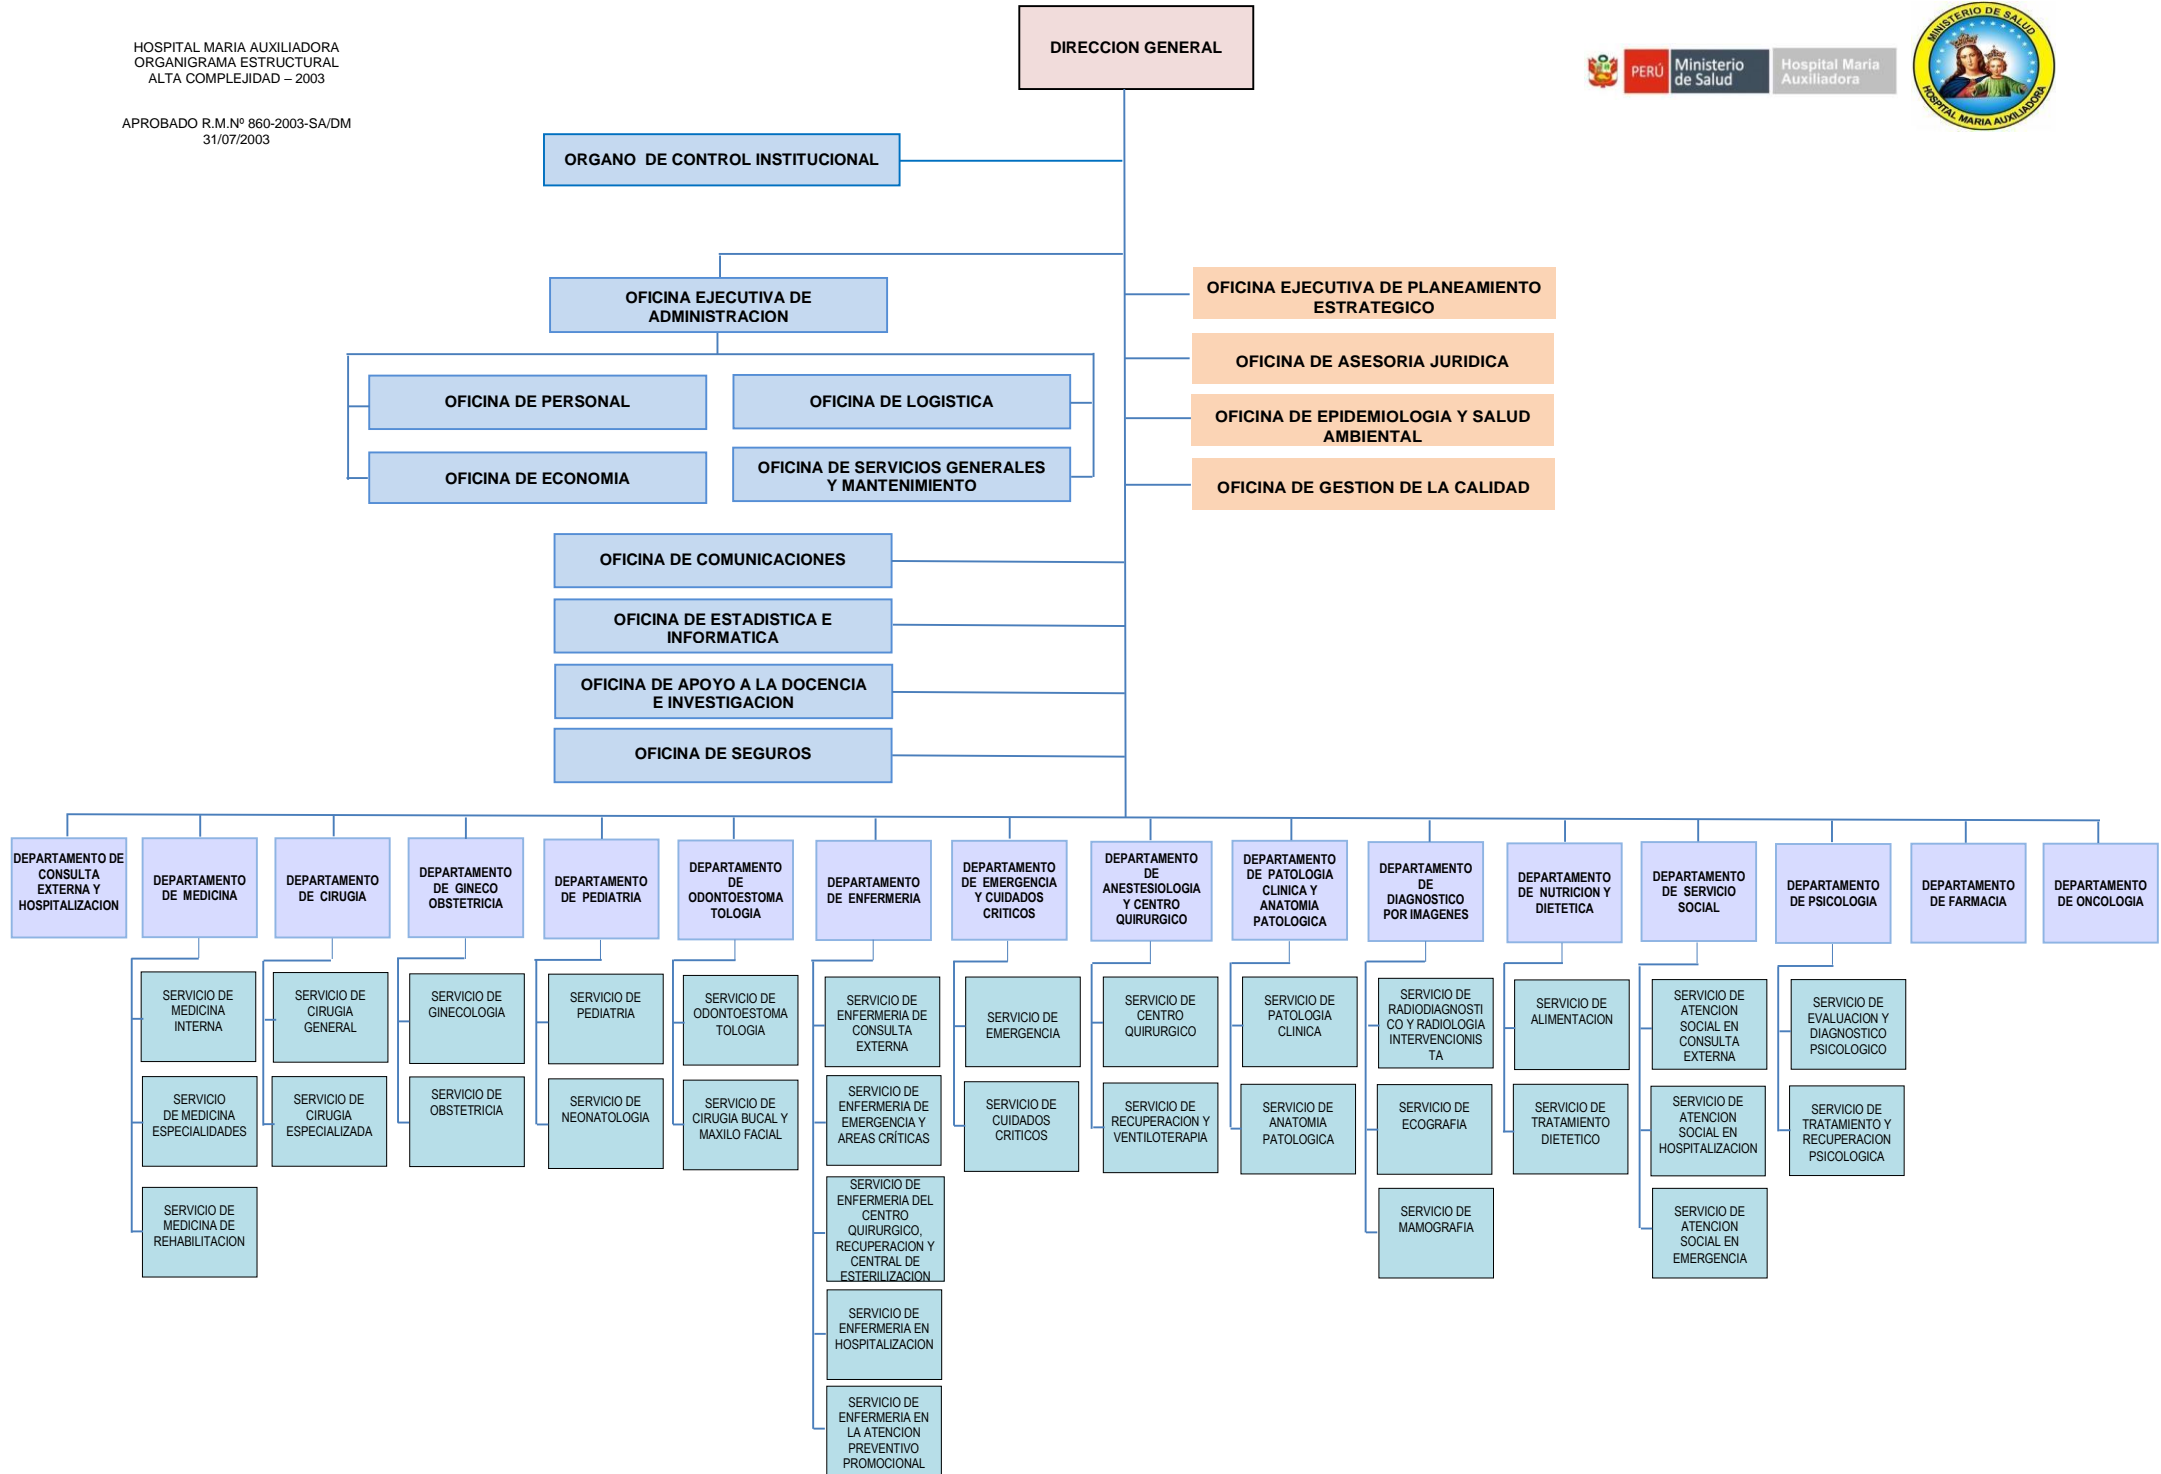 HOSPITAL MARIA AUXILIADORA
ORGANIGRAMA ESTRUCTURAL
ALTA COMPLEJIDAD – 2003
APROBADO R.M.Nº 860-2003-SA/DM
31/07/2003
DIRECCION GENERAL
PERÚ
Ministerio
de Salud
Hospital Maria
Auxiliadora
MINISTERIO DE SALUD
HOSPITAL MARIA AUXILIADORA
ORGANO DE CONTROL INSTITUCIONAL
OFICINA EJECUTIVA DE
ADMINISTRACION
OFICINA EJECUTIVA DE PLANEAMIENTO
ESTRATEGICO
OFICINA DE ASESORIA JURIDICA
OFICINA DE EPIDEMIOLOGIA Y SALUD
AMBIENTAL
OFICINA DE GESTION DE LA CALIDAD
OFICINA DE PERSONAL
OFICINA DE LOGISTICA
OFICINA DE ECONOMIA
OFICINA DE SERVICIOS GENERALES
Y MANTENIMIENTO
OFICINA DE COMUNICACIONES
OFICINA DE ESTADISTICA E
INFORMATICA
OFICINA DE APOYO A LA DOCENCIA
E INVESTIGACION
OFICINA DE SEGUROS
DEPARTAMENTO DE
CONSULTA
EXTERNA Y
HOSPITALIZACION
DEPARTAMENTO
DE MEDICINA
DEPARTAMENTO
DE CIRUGIA
DEPARTAMENTO
DE GINECO
OBSTETRICIA
DEPARTAMENTO
DE PEDIATRIA
DEPARTAMENTO
DE
ODONTOESTOMA
TOLOGIA
DEPARTAMENTO
DE ENFERMERIA
DEPARTAMENTO
DE EMERGENCIA
Y CUIDADOS
CRITICOS
DEPARTAMENTO
DE
ANESTESIOLOGIA
Y CENTRO
QUIRURGICO
DEPARTAMENTO
DE PATOLOGIA
CLINICA Y
ANATOMIA
PATOLOGICA
DEPARTAMENTO
DE
DIAGNOSTICO
POR IMAGENES
DEPARTAMENTO
DE NUTRICION Y
DIETETICA
DEPARTAMENTO
DE SERVICIO
SOCIAL
DEPARTAMENTO
DE PSICOLOGIA
DEPARTAMENTO
DE FARMACIA
DEPARTAMENTO
DE ONCOLOGIA
SERVICIO DE
MEDICINA
INTERNA
SERVICIO
DE MEDICINA
ESPECIALIDADES
SERVICIO DE
MEDICINA DE
REHABILITACION
SERVICIO DE
CIRUGIA
GENERAL
SERVICIO DE
CIRUGIA
ESPECIALIZADA
SERVICIO DE
GINECOLOGIA
SERVICIO DE
OBSTETRICIA
SERVICIO DE
PEDIATRIA
SERVICIO DE
NEONATOLOGIA
SERVICIO DE
ODONTOESTOMA
TOLOGIA
SERVICIO DE
CIRUGIA BUCAL Y
MAXILO FACIAL
SERVICIO DE
ENFERMERIA DE
CONSULTA
EXTERNA
SERVICIO DE
ENFERMERIA DE
EMERGENCIA Y
AREAS CRÍTICAS
SERVICIO DE
ENFERMERIA DEL
CENTRO
QUIRURGICO,
RECUPERACION Y
CENTRAL DE
ESTERILIZACION
SERVICIO DE
ENFERMERIA EN
HOSPITALIZACION
SERVICIO DE
ENFERMERIA EN
LA ATENCION
PREVENTIVO
PROMOCIONAL
SERVICIO DE
EMERGENCIA
SERVICIO DE
CUIDADOS
CRITICOS
SERVICIO DE
CENTRO
QUIRURGICO
SERVICIO DE
RECUPERACION Y
VENTILOTERAPIA
SERVICIO DE
PATOLOGIA
CLINICA
SERVICIO DE
ANATOMIA
PATOLOGICA
SERVICIO DE
RADIODIAGNOSTI
CO Y RADIOLOGIA
INTERVENCIONIS
TA
SERVICIO DE
ECOGRAFIA
SERVICIO DE
MAMOGRAFIA
SERVICIO DE
ALIMENTACION
SERVICIO DE
TRATAMIENTO
DIETETICO
SERVICIO DE
ATENCION
SOCIAL EN
CONSULTA
EXTERNA
SERVICIO DE
ATENCION
SOCIAL EN
HOSPITALIZACION
SERVICIO DE
ATENCION
SOCIAL EN
EMERGENCIA
SERVICIO DE
EVALUACION Y
DIAGNOSTICO
PSICOLOGICO
SERVICIO DE
TRATAMIENTO Y
RECUPERACION
PSICOLOGICA